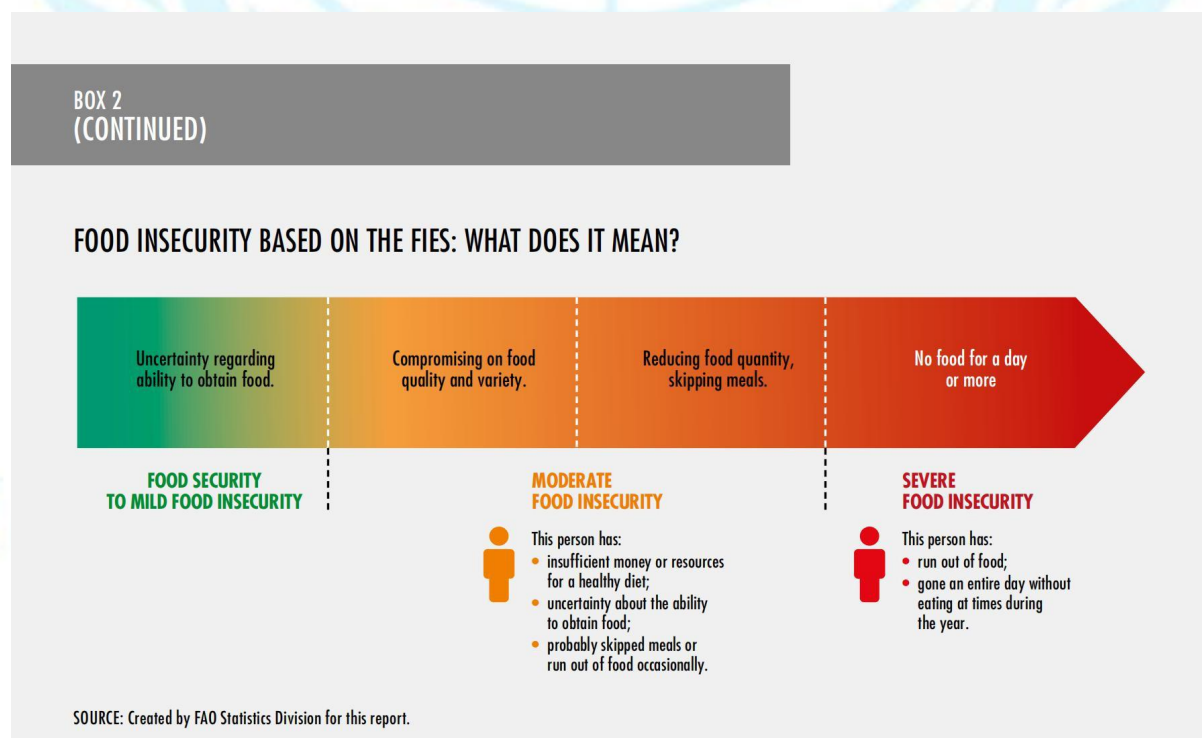 BOX 2
(CONTINUED)
FOOD INSECURITY BASED ON THE FIES: WHAT DOES IT MEAN?
Uncertainty regarding
ability to obtain food.
Compromising on food
quality and variety.
Reducing food quantity,
skipping meals.
No food for a day
or more
FOOD SECURITY
TO MILD FOOD INSECURITY
MODERATE
FOOD INSECURITY
This person has:
• insufficient money or resources
for a healthy diet;
• uncertainty about the ability
to obtain food;
• probably skipped meals or
run out of food occasionally.
SEVERE
FOOD INSECURITY
This person has:
• run out of food;
• gone an entire day without
eating at times during
the year.
SOURCE: Created by FAO Statistics Division for this report.